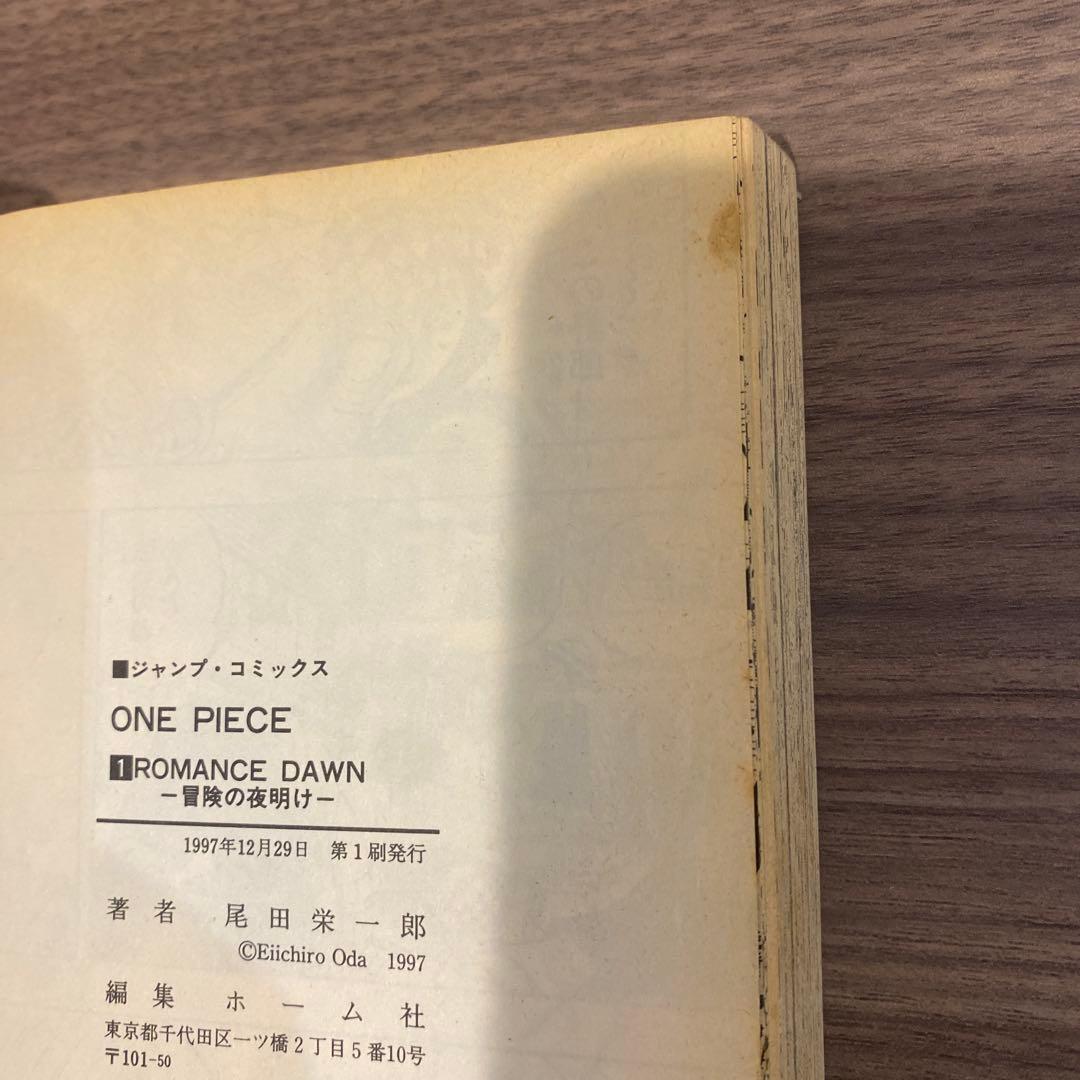 ■ジャンプ・コミックス
ONE PIECE
1ROMANCE DAWN
ー冒険の夜明けー
1997年12月29日 第1刷発行
著者 尾田栄一郎
©Eiichiro Oda 1997
編集 ホーム社
東京都千代田区一ツ橋2丁目5番10号
〒101-50